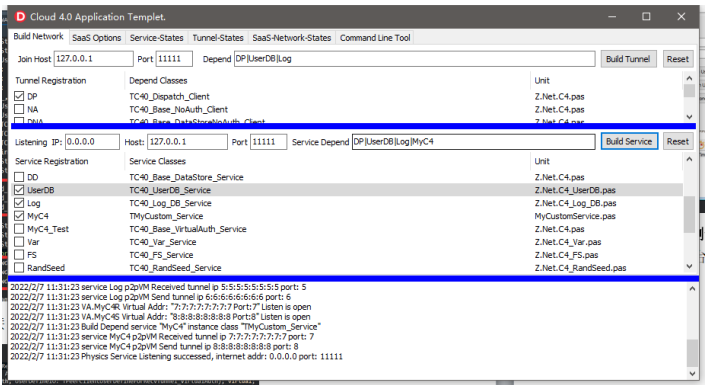 Cloud 4.0 Application Templet.
Build Network SaaS Options Service-States Tunnel-States SaaS-Network-States Command Line Tool
Join Host 127.0.0.1 Port 11111 Depend DP|UserDB|Log Build Tunnel Reset
Tunnel Registration Depend Classes Unit
DP TC40_Dispatch_Client Z.Net.C4.pas
NA TC40_Base_NoAuth_Client Z.Net.C4.pas
DNA TC40_Base_DataStoreNoAuth_Client Z.Net.C4.pas
Listening IP: 0.0.0.0 Host: 127.0.0.1 Port 11111 Service Depend DP|UserDB|Log|MyC4 Build Service Reset
Service Registration Service Classes Unit
DD TC40_Base_DataStore_Service Z.Net.C4.pas
UserDB TC40_UserDB_Service Z.Net.C4_UserDB.pas
Log TC40_Log_DB_Service Z.Net.C4_Log_DB.pas
MyC4 TMyCustom_Service MyCustomService.pas
MyC4_Test TC40_Base_VirtualAuth_Service Z.Net.C4.pas
Var TC40_Var_Service Z.Net.C4_Var.pas
FS TC40_FS_Service Z.Net.C4_FS.pas
RandSeed TC40_RandSeed_Service Z.Net.C4_RandSeed.pas
2022/2/7 11:31:23 service Log p2pVM Received tunnel ip 5:5:5:5:5:5:5:5 port: 5
2022/2/7 11:31:23 service Log p2pVM Send tunnel ip 6:6:6:6:6:6:6:6 port: 6
2022/2/7 11:31:23 VA.MyC4R Virtual Addr: "7:7:7:7:7:7:7:7 Port:7" Listen is open
2022/2/7 11:31:23 VA.MyC4S Virtual Addr: "8:8:8:8:8:8:8:8 Port:8" Listen is open
2022/2/7 11:31:23 Build Depend service "MyC4" instance class "TMyCustom_Service"
2022/2/7 11:31:23 service MyC4 p2pVM Received tunnel ip 7:7:7:7:7:7:7:7 port: 7
2022/2/7 11:31:23 service MyC4 p2pVM Send tunnel ip 8:8:8:8:8:8:8:8 port: 8
2022/2/7 11:31:23 Physics Service Listening successed, internet addr: 0.0.0.0 port: 11111